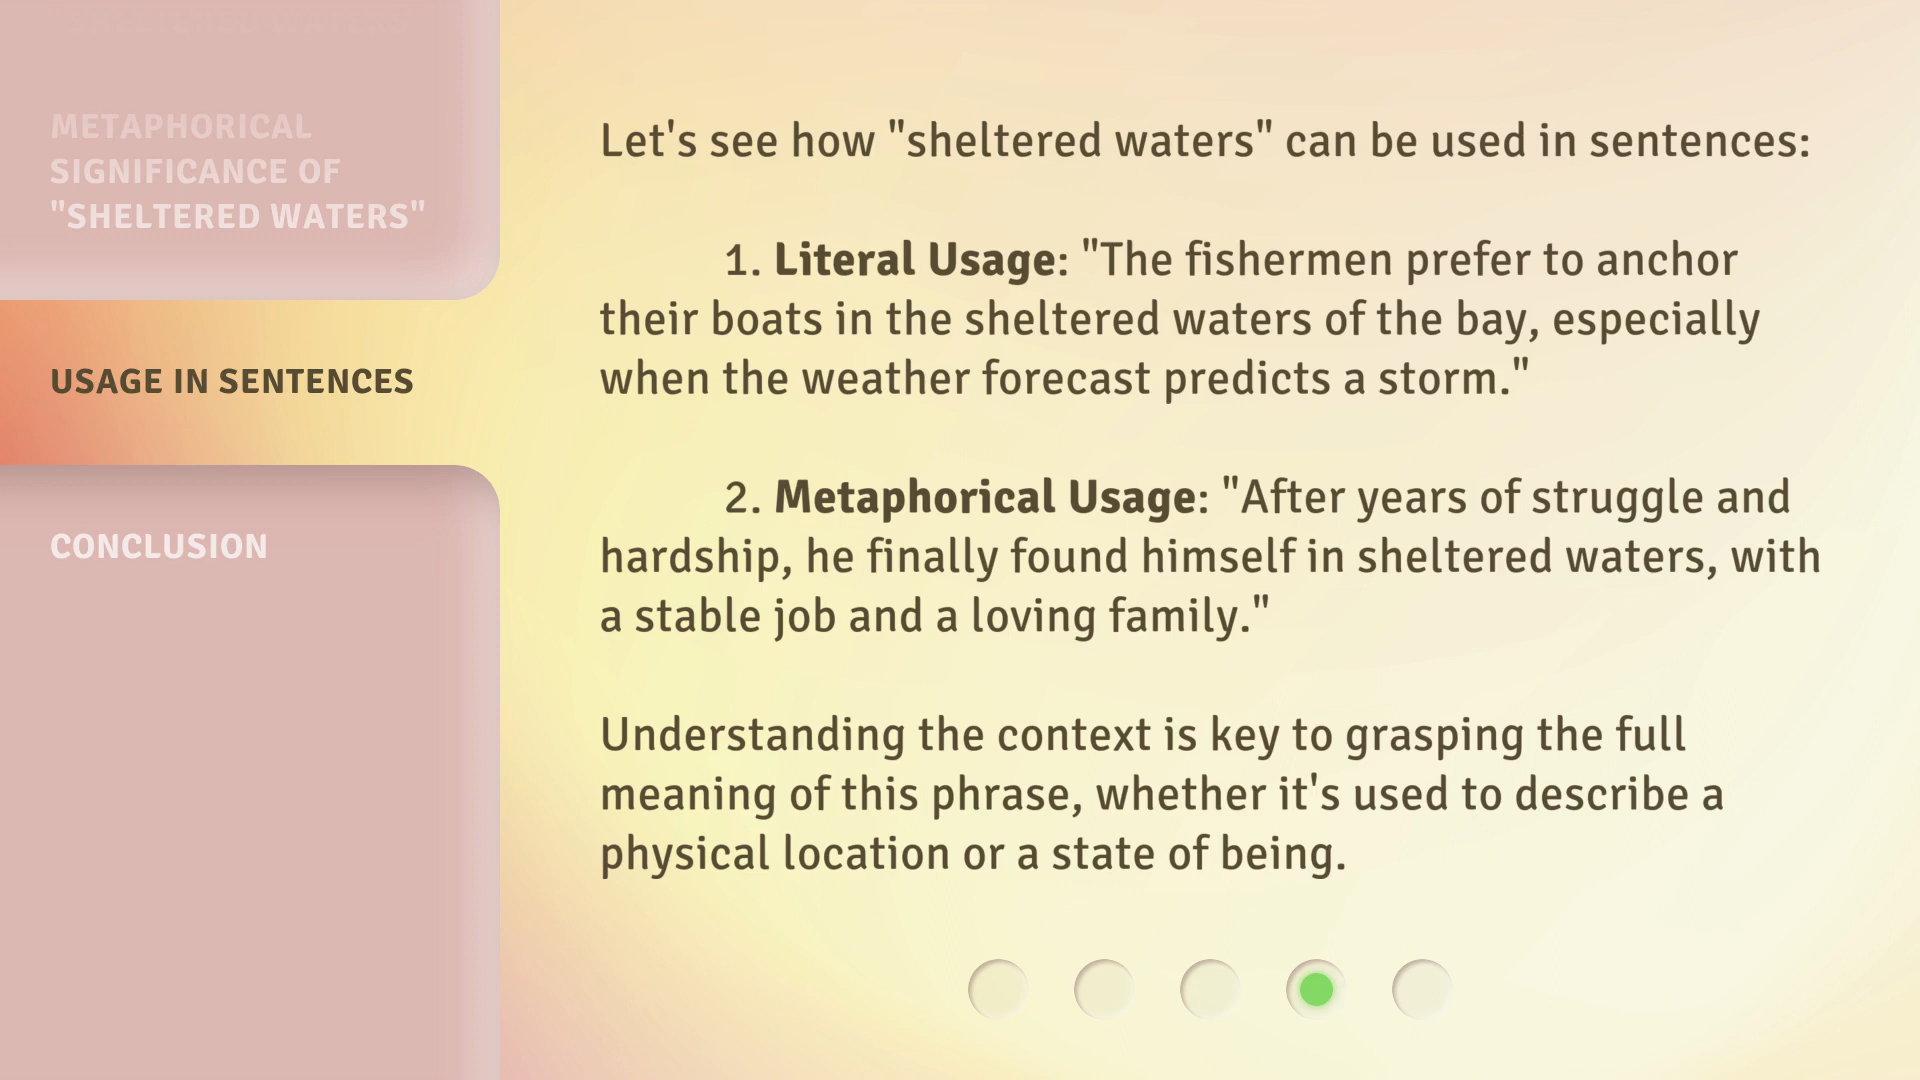 "SHELTERED WATERS"
METAPHORICAL
SIGNIFICANCE OF
"SHELTERED WATERS"
USAGE IN SENTENCES
CONCLUSION
Let's see how "sheltered waters" can be used in sentences:
1. Literal Usage: "The fishermen prefer to anchor
their boats in the sheltered waters of the bay, especially
when the weather forecast predicts a storm."
2. Metaphorical Usage: "After years of struggle and
hardship, he finally found himself in sheltered waters, with
a stable job and a loving family."
Understanding the context is key to grasping the full
meaning of this phrase, whether it's used to describe a
physical location or a state of being.